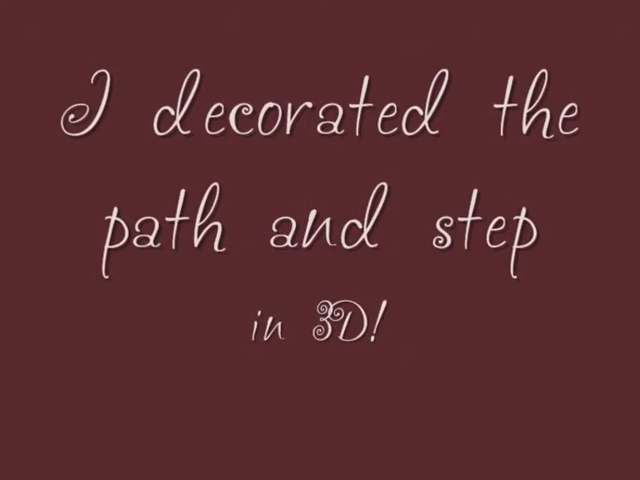 I decorated the
path and step
in 3D!